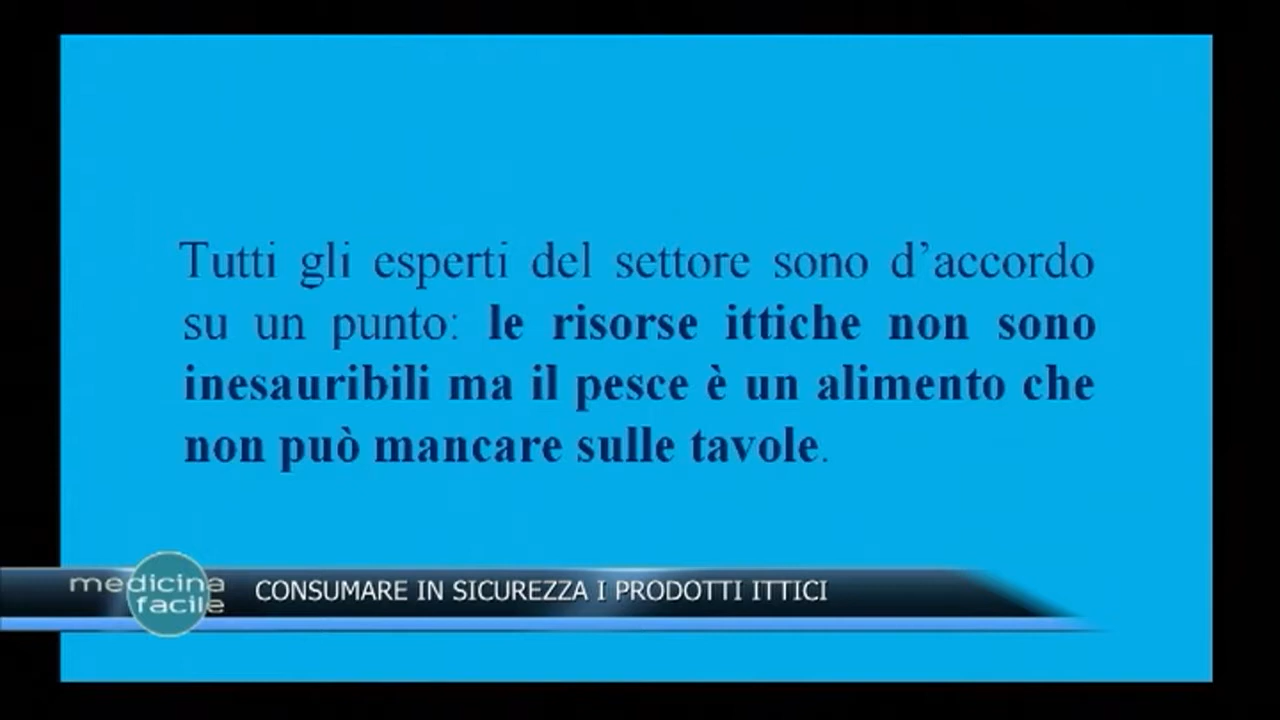 Tutti gli esperti del settore sono d’accordo
su un punto: le risorse ittiche non sono
inesauribili ma il pesce è un alimento che
non può mancare sulle tavole.
medicina
facile
CONSUMARE IN SICUREZZA I PRODOTTI ITTICI